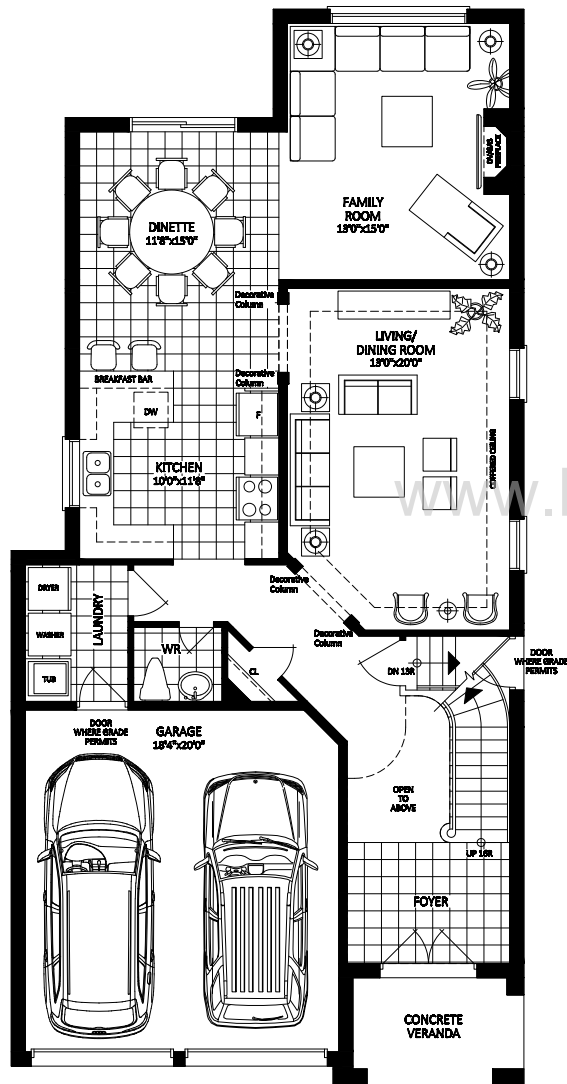 GAS/GAS
FIREPLACE
FAMILY
ROOM
13'0"x15'0"
DINETTE
11'8"x15'0"
Decorative
Column
LIVING/
DINING ROOM
13'0"x20'0"
Decorative
Column
BREAKFAST BAR
DW
F
COFFERED CEILING
KITCHEN
10'0"x11'8"
www.
Decorative
Column
DRYER
WASHER
TUB
LAUNDRY
WR
CL
Decorative
Column
DN 13R
DOOR
WHERE GRADE
PERMITS
DOOR
WHERE GRADE
PERMITS
GARAGE
18'4"x20'0"
OPEN
TO
ABOVE
UP 16R
FOYER
CONCRETE
VERANDA